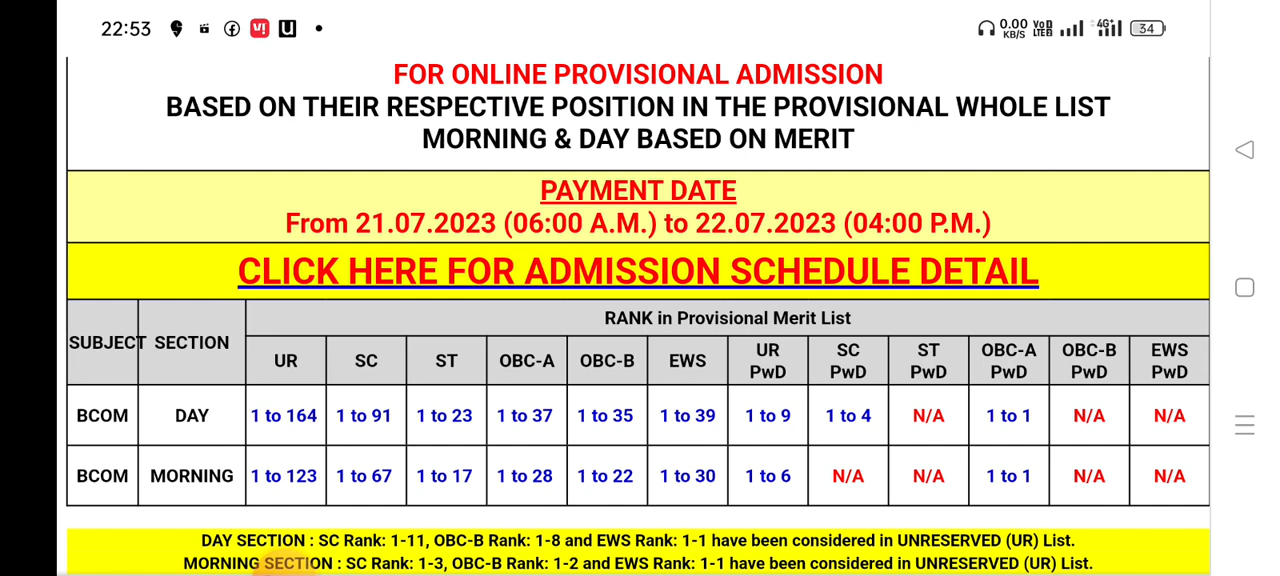 22:53
0.00 KB/S VoD LTE2 4G+ 34
FOR ONLINE PROVISIONAL ADMISSION
BASED ON THEIR RESPECTIVE POSITION IN THE PROVISIONAL WHOLE LIST
MORNING & DAY BASED ON MERIT
PAYMENT DATE
From 21.07.2023 (06:00 A.M.) to 22.07.2023 (04:00 P.M.)
CLICK HERE FOR ADMISSION SCHEDULE DETAIL
SUBJECT SECTION RANK in Provisional Merit List
UR SC ST OBC-A OBC-B EWS UR PwD SC PwD ST PwD OBC-A PwD OBC-B PwD EWS PwD
BCOM DAY 1 to 164 1 to 91 1 to 23 1 to 37 1 to 35 1 to 39 1 to 9 1 to 4 N/A 1 to 1 N/A N/A
BCOM MORNING 1 to 123 1 to 67 1 to 17 1 to 28 1 to 22 1 to 30 1 to 6 N/A N/A 1 to 1 N/A N/A
DAY SECTION : SC Rank: 1-11, OBC-B Rank: 1-8 and EWS Rank: 1-1 have been considered in UNRESERVED (UR) List.
MORNING SECTION : SC Rank: 1-3, OBC-B Rank: 1-2 and EWS Rank: 1-1 have been considered in UNRESERVED (UR) List.